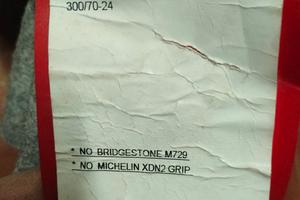 300/70-24
* NO BRIDGESTONE M729
* NO MICHELIN XDN2 GRIP